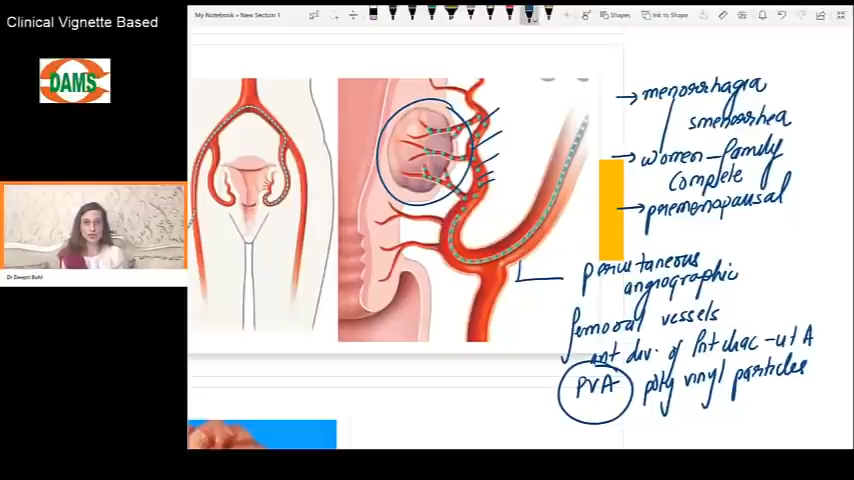 Clinical Vignette Based
DAMS
Dr Deepti Bahl
My Notebook » New Section 1
Shapes
Ink to Shape
→ menorrhagia
smenorrhea
→ women - family
complete
→ premenopausal
percutaneous
angiographic
femoral vessels
ant div. of Int iliac - ut A
PVA poly vinyl particles